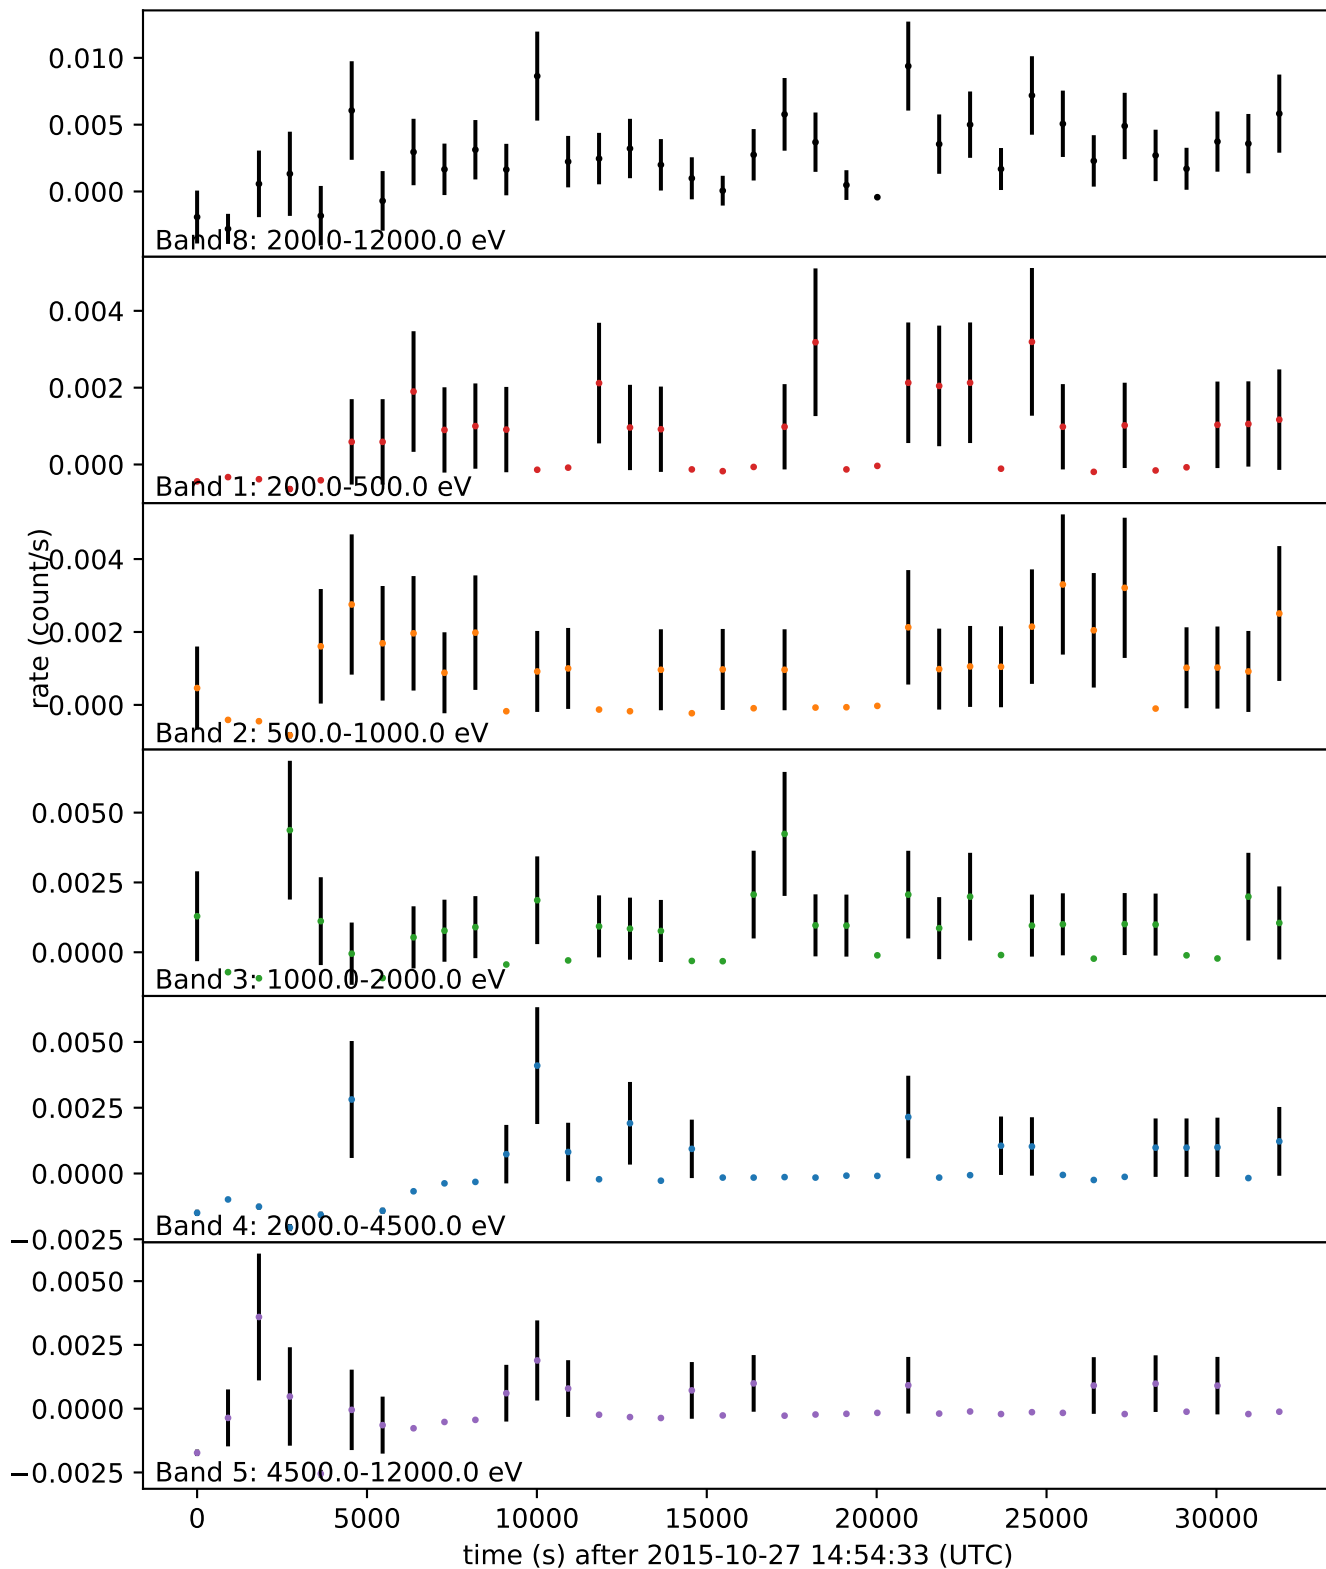 0.010
0.005
0.000
Band 8: 200.0-12000.0 eV
0.004
0.002
0.000
Band 1: 200.0-500.0 eV
rate (count/s)
0.004
0.002
0.000
Band 2: 500.0-1000.0 eV
0.0050
0.0025
0.0000
Band 3: 1000.0-2000.0 eV
0.0050
0.0025
0.0000
−0.0025
Band 4: 2000.0-4500.0 eV
0.0050
0.0025
0.0000
−0.0025
Band 5: 4500.0-12000.0 eV
0 5000 10000 15000 20000 25000 30000
time (s) after 2015-10-27 14:54:33 (UTC)